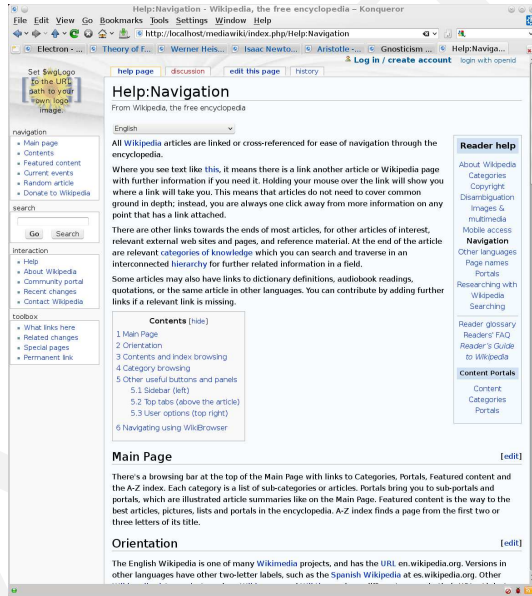 Help:Navigation - Wikipedia, the free encyclopedia – Konqueror
File Edit View Go Bookmarks Tools Settings Window Help
http://localhost/mediawiki/index.php/Help:Navigation
Electron - ... Theory of F... Werner Heis... Isaac Newto... Aristotle -... Gnosticism ... Help:Naviga...
Log in / create account login with openid
Set $wgLogo
to the URL
path to your
own logo
image.
help page discussion edit this page history
Help:Navigation
From Wikipedia, the free encyclopedia
English
navigation
Main page
Contents
Featured content
Current events
Random article
Donate to Wikipedia
search
Go Search
interaction
Help
About Wikipedia
Community portal
Recent changes
Contact Wikipedia
toolbox
What links here
Related changes
Special pages
Permanent link
All Wikipedia articles are linked or cross-referenced for ease of navigation through the
encyclopedia.
Where you see text like this, it means there is a link another article or Wikipedia page
with further information if you need it. Holding your mouse over the link will show you
where a link will take you. This means that articles do not need to cover common
ground in depth; instead, you are always one click away from more information on any
point that has a link attached.
There are other links towards the ends of most articles, for other articles of interest,
relevant external web sites and pages, and reference material. At the end of the article
are relevant categories of knowledge which you can search and traverse in an
interconnected hierarchy for further related information in a field.
Some articles may also have links to dictionary definitions, audiobook readings,
quotations, or the same article in other languages. You can contribute by adding further
links if a relevant link is missing.
Reader help
About Wikipedia
Categories
Copyright
Disambiguation
Images &
multimedia
Mobile access
Navigation
Other languages
Page names
Portals
Researching with
Wikipedia
Searching
Reader glossary
Readers' FAQ
Reader's Guide
to Wikipedia
Content Portals
Content
Categories
Portals
Contents [hide]
1 Main Page
2 Orientation
3 Contents and index browsing
4 Category browsing
5 Other useful buttons and panels
5.1 Sidebar (left)
5.2 Top tabs (above the article)
5.3 User options (top right)
6 Navigating using WikiBrowser
Main Page [edit]
There's a browsing bar at the top of the Main Page with links to Categories, Portals, Featured content and
the A-Z index. Each category is a list of sub-categories or articles. Portals bring you to sub-portals and
portals, which are illustrated article summaries like on the Main Page. Featured content is the way to the
best articles, pictures, lists and portals in the encyclopedia. A-Z index finds a page from the first two or
three letters of its title.
Orientation [edit]
The English Wikipedia is one of many Wikimedia projects, and has the URL en.wikipedia.org. Versions in
other languages have other two-letter labels, such as the Spanish Wikipedia at es.wikipedia.org. Other